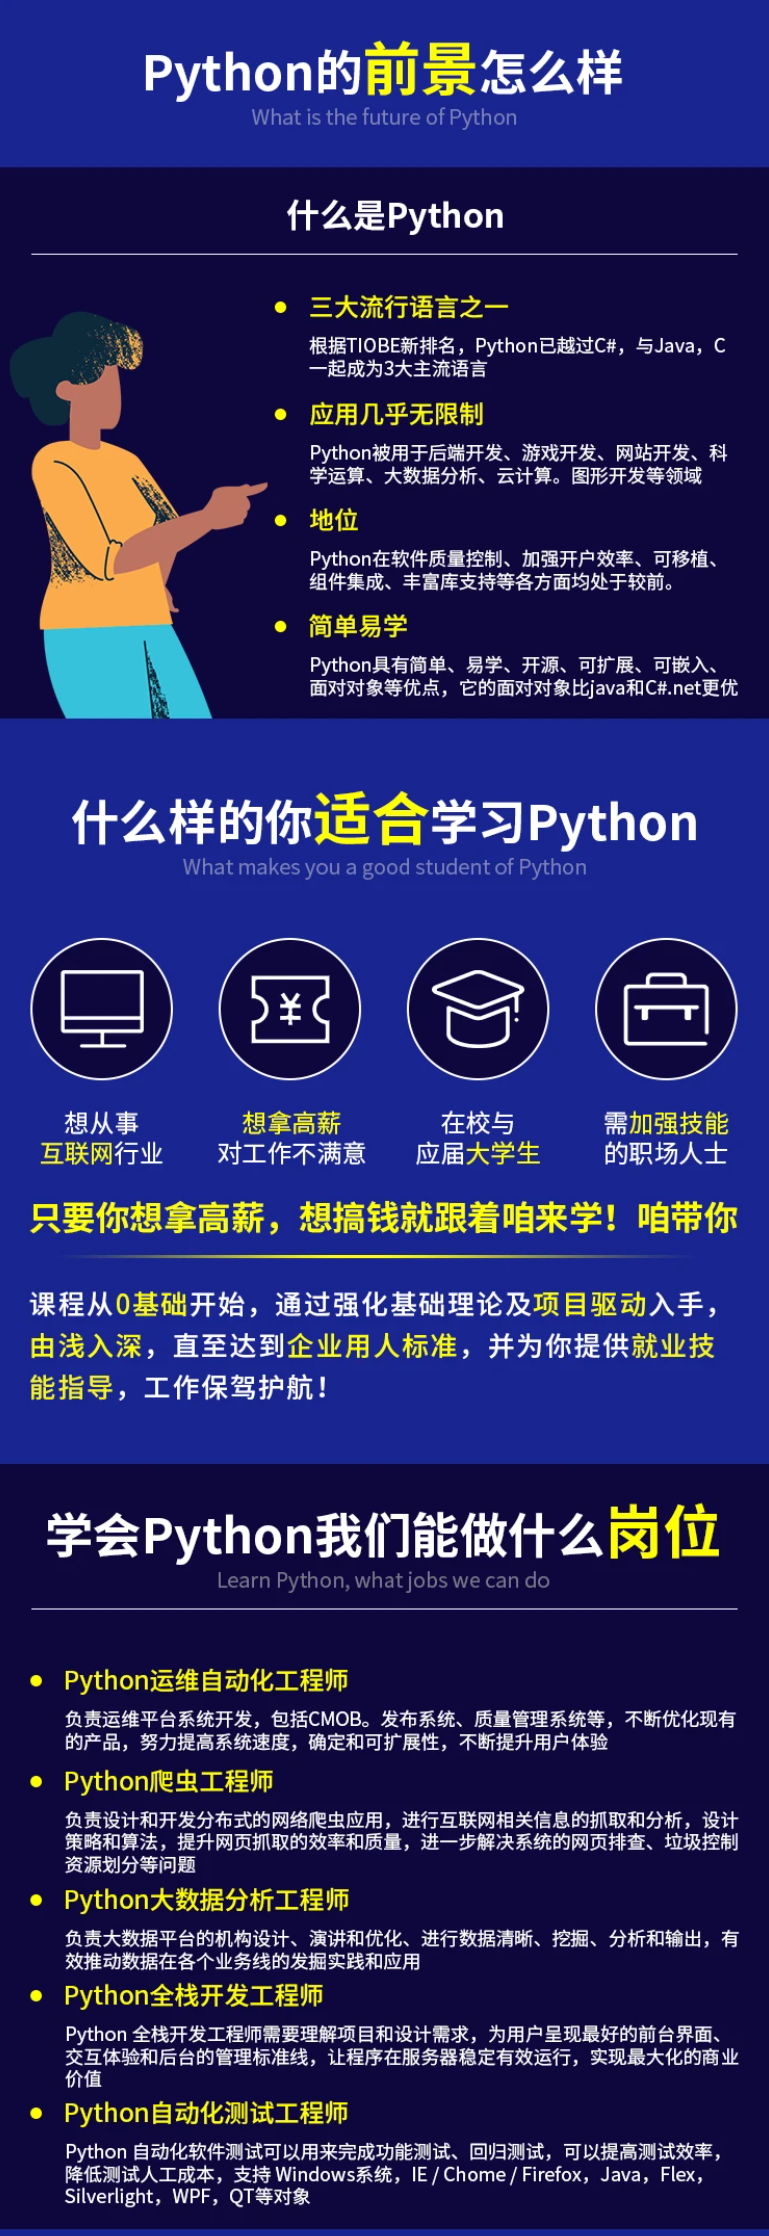 Python的前景怎么样
What is the future of Python
什么是Python
三大流行语言之一
根据TIOBE新排名，Python已越过C#，与Java，C
一起成为3大主流语言
应用几乎无限制
Python被用于后端开发、游戏开发、网站开发、科
学运算、大数据分析、云计算。图形开发等领域
地位
Python在软件质量控制、加强开户效率、可移植、
组件集成、丰富库支持等各方面均处于较前。
简单易学
Python具有简单、易学、开源、可扩展、可嵌入、
面对对象等优点，它的面对对象比java和C#.net更优
什么样的你适合学习Python
What makes you a good student of Python
想从事
互联网行业
想拿高薪
对工作不满意
在校与
应届大学生
需加强技能
的职场人士
只要你想拿高薪，想搞钱就跟着咱来学！咱带你
课程从0基础开始，通过强化基础理论及项目驱动入手，
由浅入深，直至达到企业用人标准，并为你提供就业技
能指导，工作保驾护航！
学会Python我们能做什么岗位
Learn Python, what jobs we can do
Python运维自动化工程师
负责运维平台系统开发，包括CMOB。发布系统、质量管理系统等，不断优化现有
的产品，努力提高系统速度，确定和可扩展性，不断提升用户体验
Python爬虫工程师
负责设计和开发分布式的网络爬虫应用，进行互联网相关信息的抓取和分析，设计
策略和算法，提升网页抓取的效率和质量，进一步解决系统的网页排查、垃圾控制
资源划分等问题
Python大数据分析工程师
负责大数据平台的机构设计、演讲和优化、进行数据清晰、挖掘、分析和输出，有
效推动数据在各个业务线的发掘实践和应用
Python全栈开发工程师
Python 全栈开发工程师需要理解项目和设计需求，为用户呈现最好的前台界面、
交互体验和后台的管理标准线，让程序在服务器稳定有效运行，实现最大化的商业
价值
Python自动化测试工程师
Python 自动化软件测试可以用来完成功能测试、回归测试，可以提高测试效率，
降低测试人工成本，支持 Windows系统，IE / Chome / Firefox，Java，Flex，
Silverlight，WPF，QT等对象